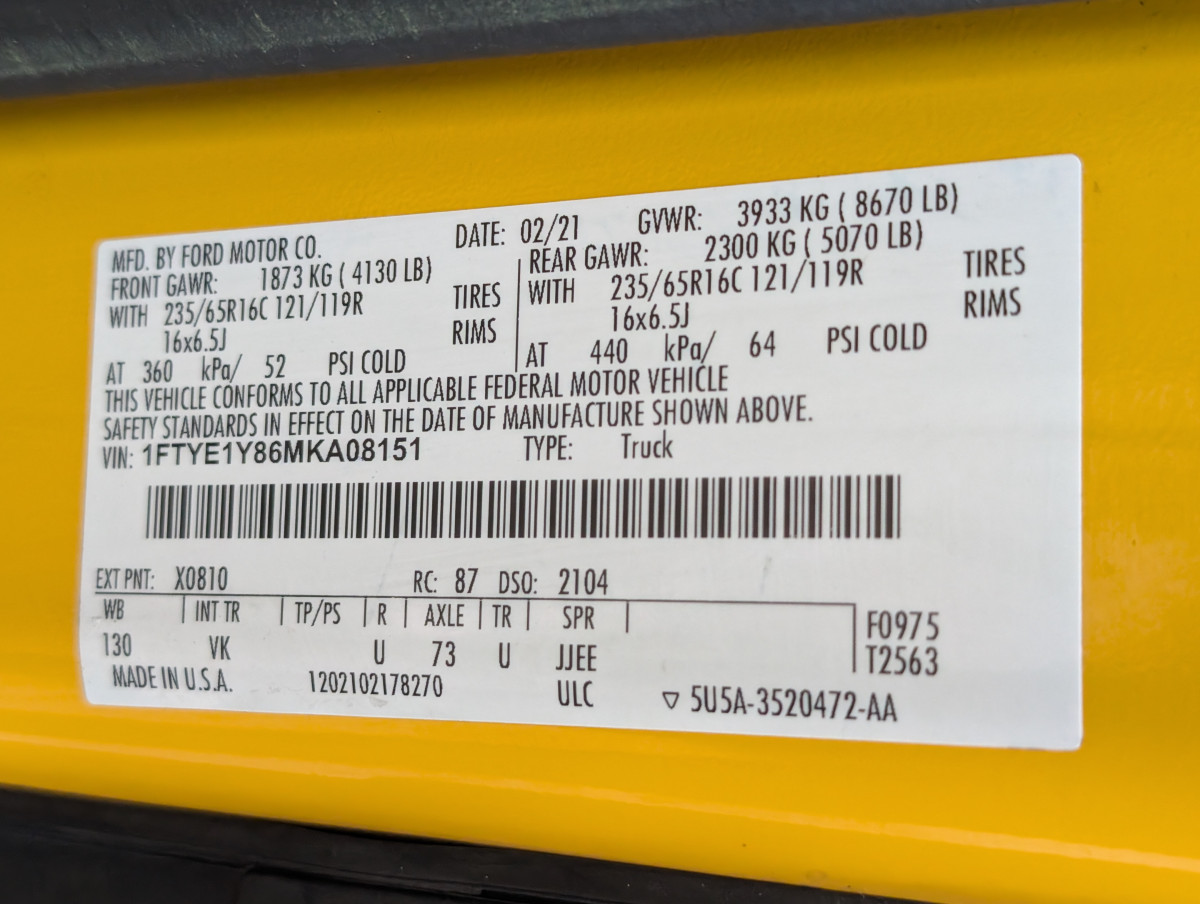 MFD. BY FORD MOTOR CO. DATE: 02/21 GVWR: 3933 KG ( 8670 LB)
FRONT GAWR: 1873 KG ( 4130 LB) REAR GAWR: 2300 KG ( 5070 LB)
WITH 235/65R16C 121/119R TIRES WITH 235/65R16C 121/119R TIRES
16x6.5J RIMS 16x6.5J RIMS
AT 360 kPa/ 52 PSI COLD AT 440 kPa/ 64 PSI COLD
THIS VEHICLE CONFORMS TO ALL APPLICABLE FEDERAL MOTOR VEHICLE
SAFETY STANDARDS IN EFFECT ON THE DATE OF MANUFACTURE SHOWN ABOVE.
VIN: 1FTYE1Y86MKA08151 TYPE: Truck
EXT PNT: X0810 RC: 87 DSO: 2104
WB INT TR TP/PS R AXLE TR SPR F0975
130 VK U 73 U JJEE T2563
MADE IN U.S.A. 1202102178270 ULC ▽ 5U5A-3520472-AA